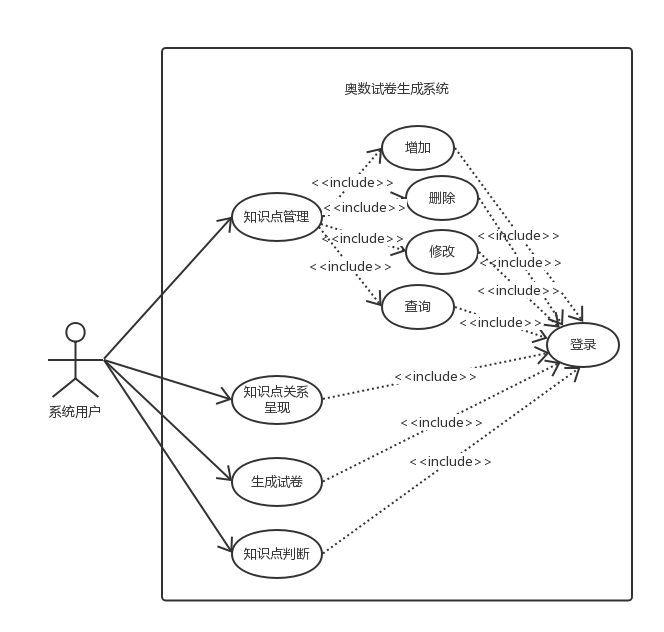 奥数试卷生成系统
增加
<<include>>
删除
知识点管理
<<include>>
<<include>>
<<include>>
修改
<<include>>
<<include>>
<<include>>
查询
<<include>>
登录
<<include>>
知识点关系
呈现
系统用户
<<include>>
<<include>>
生成试卷
知识点判断